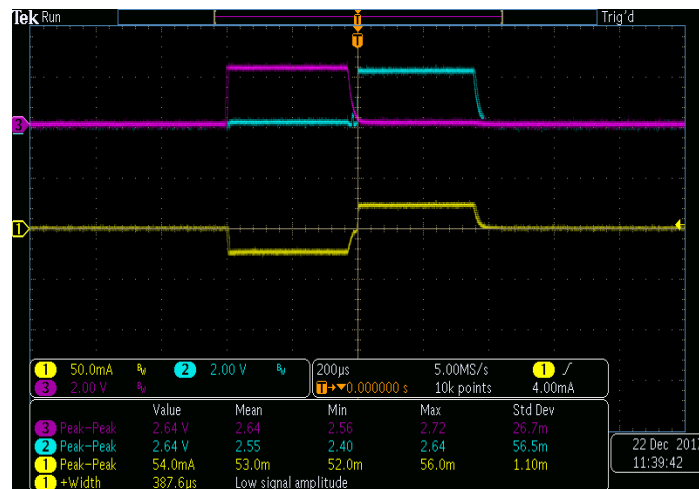 Tek Run Trig'd
T
T
3
1
1 50.0mA BW 2 2.00 V BW
3 2.00 V BW
200µs 5.00MS/s 1 /
T→▼0.000000 s 10k points 4.00mA
Value Mean Min Max Std Dev
3 Peak–Peak 2.64 V 2.64 2.56 2.72 26.7m
2 Peak–Peak 2.64 V 2.55 2.40 2.64 56.5m
1 Peak–Peak 54.0mA 53.0m 52.0m 56.0m 1.10m
1 +Width 387.6µs Low signal amplitude
22 Dec 201
11:39:42